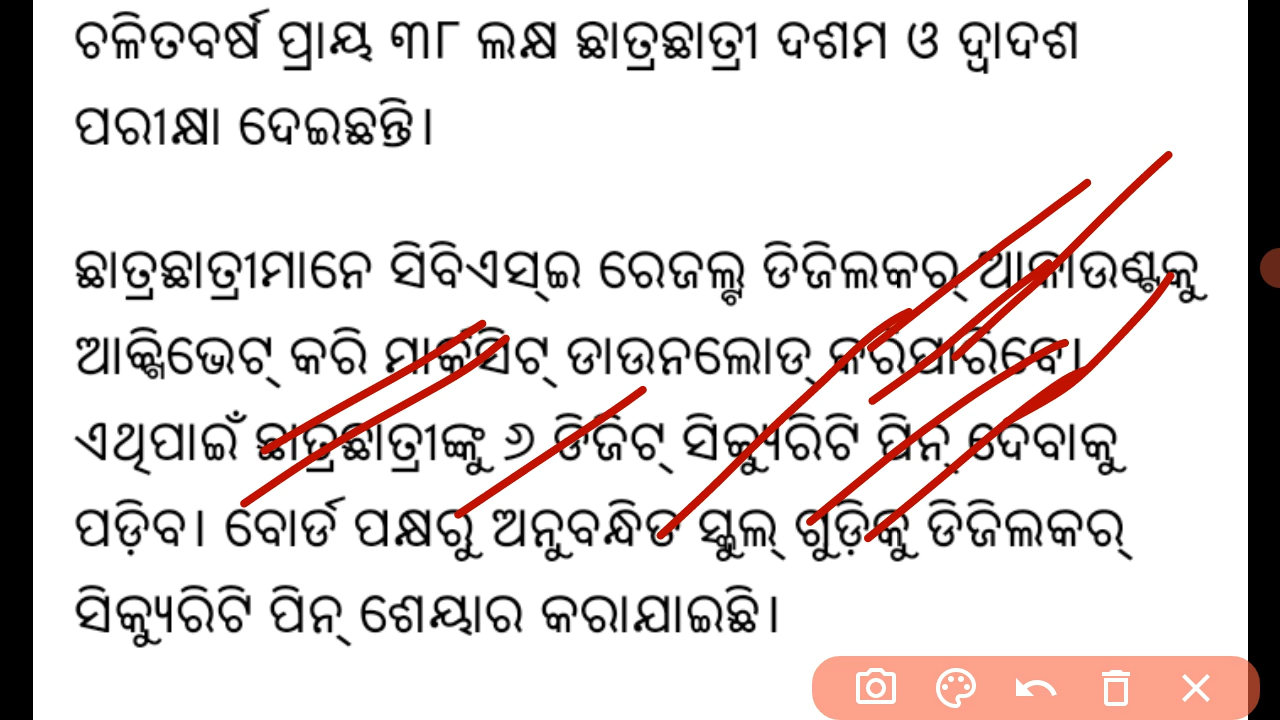 ଚଳିତବର୍ଷ ପ୍ରାୟ ୩୮ ଲକ୍ଷ ଛାତ୍ରଛାତ୍ରୀ ଦଶମ ଓ ଦ୍ୱାଦଶ
ପରୀକ୍ଷା ଦେଇଛନ୍ତି।
ଛାତ୍ରଛାତ୍ରୀମାନେ ସିବିଏସ୍‌ଇ ରେଜଲ୍ଟ ଡିଜିଲକର୍ ଆକାଉଣ୍ଟକୁ
ଆକ୍ଟିଭେଟ୍ କରି ମାର୍କସିଟ୍ ଡାଉନଲୋଡ୍ କରିପାରିବେ।
ଏଥିପାଇଁ ଛାତ୍ରଛାତ୍ରୀଙ୍କୁ ୬ ଡିଜିଟ୍ ସିକ୍ୟୁରିଟି ପିନ୍ ଦେବାକୁ
ପଡ଼ିବ। ବୋର୍ଡ ପକ୍ଷରୁ ଅନୁବନ୍ଧିତ ସ୍କୁଲ୍ ଗୁଡ଼ିକୁ ଡିଜିଲକର୍
ସିକ୍ୟୁରିଟି ପିନ୍ ଶେୟାର କରାଯାଇଛି।